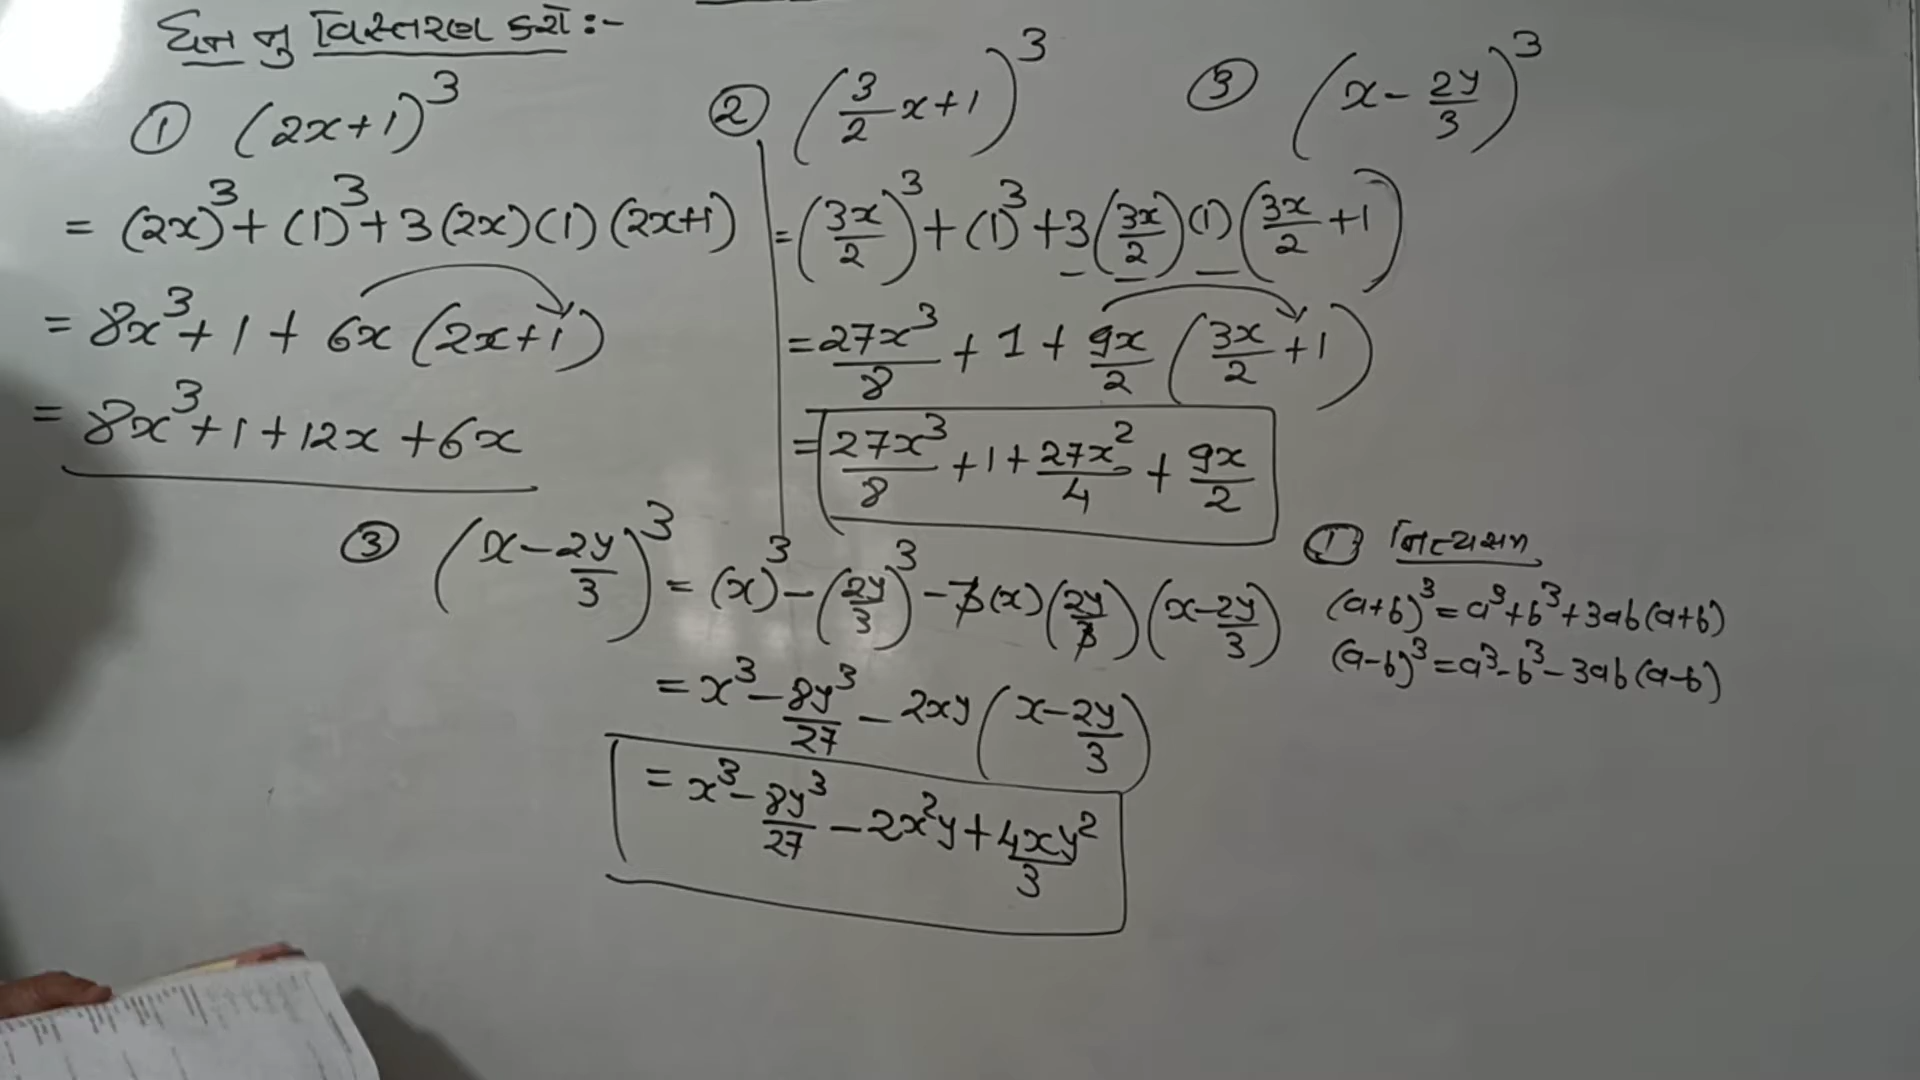 ઘન નુ વિસ્તરણ કરો :-
① (2x+1)³
= (2x)³ + (1)³ + 3(2x)(1)(2x+1)
= 8x³ + 1 + 6x (2x+1)
= 8x³ + 1 + 12x + 6x
② (3/2 x + 1)³
= (3x/2)³ + (1)³ + 3(3x/2)(1)(3x/2 + 1)
= 27x³/8 + 1 + 9x/2 (3x/2 + 1)
= 27x³/8 + 1 + 27x²/4 + 9x/2
③ (x - 2y/3)³
③ (x - 2y/3)³ = (x)³ - (2y/3)³ - 3(x)(2y/3)(x - 2y/3)
= x³ - 8y³/27 - 2xy (x - 2y/3)
= x³ - 8y³/27 - 2x²y + 4xy²/3
① નિત્યસમ
(a+b)³ = a³ + b³ + 3ab(a+b)
(a-b)³ = a³ - b³ - 3ab(a-b)